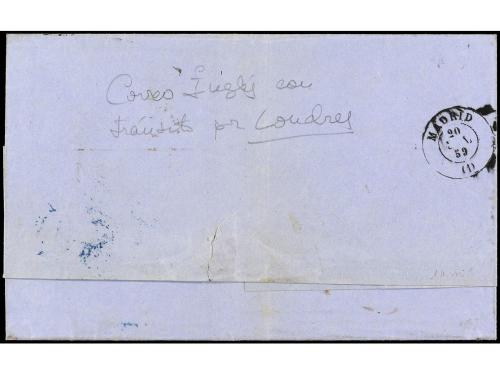 Correo Inglés con
tránsito por Londres
MADRID
20
59
(1)